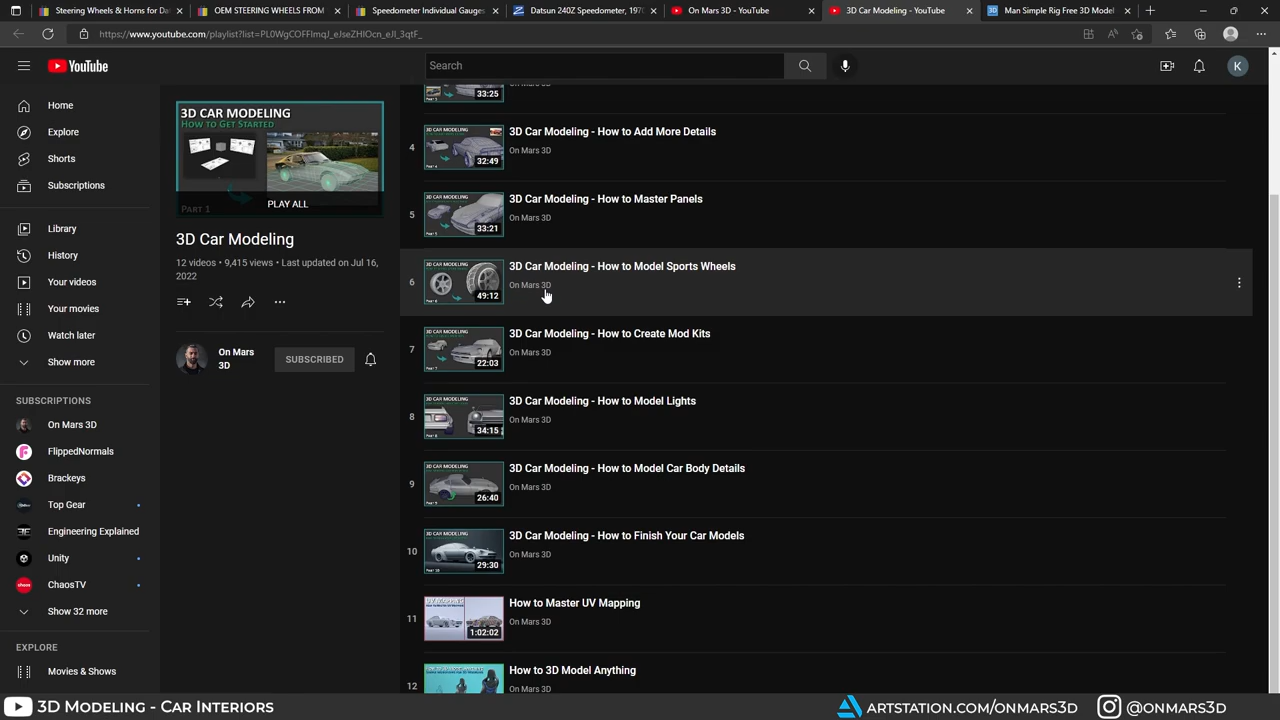 Steering Wheels & Horns for Da
OEM STEERING WHEELS FROM
Speedometer Individual Gauges
Datsun 240Z Speedometer, 197
On Mars 3D - YouTube
3D Car Modeling - YouTube
Man Simple Rig Free 3D Model
https://www.youtube.com/playlist?list=PL0WgCOFFImqJ_eJseZHIOcn_eJl_3qtF_
YouTube
Search
K
Home
Explore
Shorts
Subscriptions
Library
History
Your videos
Your movies
Watch later
Show more
SUBSCRIPTIONS
On Mars 3D
FlippedNormals
Brackeys
Top Gear
Engineering Explained
Unity
ChaosTV
Show 32 more
EXPLORE
Movies & Shows
3D CAR MODELING
HOW TO GET STARTED
PART 1
PLAY ALL
3D Car Modeling
12 videos • 9,415 views • Last updated on Jul 16,
2022
On Mars
3D
SUBSCRIBED
On Mars 3D
33:25
4
3D Car Modeling - How to Add More Details
On Mars 3D
32:49
5
3D Car Modeling - How to Master Panels
On Mars 3D
33:21
6
3D Car Modeling - How to Model Sports Wheels
On Mars 3D
49:12
7
3D Car Modeling - How to Create Mod Kits
On Mars 3D
22:03
8
3D Car Modeling - How to Model Lights
On Mars 3D
34:15
9
3D Car Modeling - How to Model Car Body Details
On Mars 3D
26:40
10
3D Car Modeling - How to Finish Your Car Models
On Mars 3D
29:30
11
How to Master UV Mapping
On Mars 3D
1:02:02
12
How to 3D Model Anything
On Mars 3D
3D MODELING - CAR INTERIORS
ARTSTATION.COM/ONMARS3D
@ONMARS3D